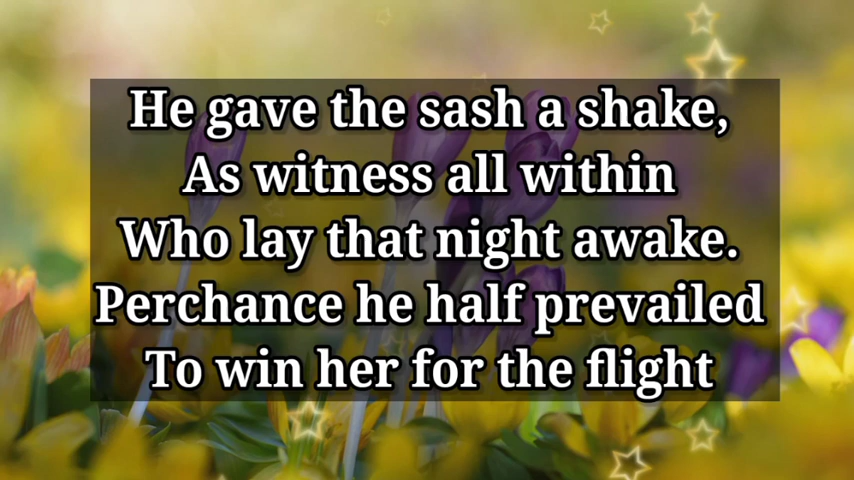 He gave the sash a shake,
As witness all within
Who lay that night awake.
Perchance he half prevailed
To win her for the flight